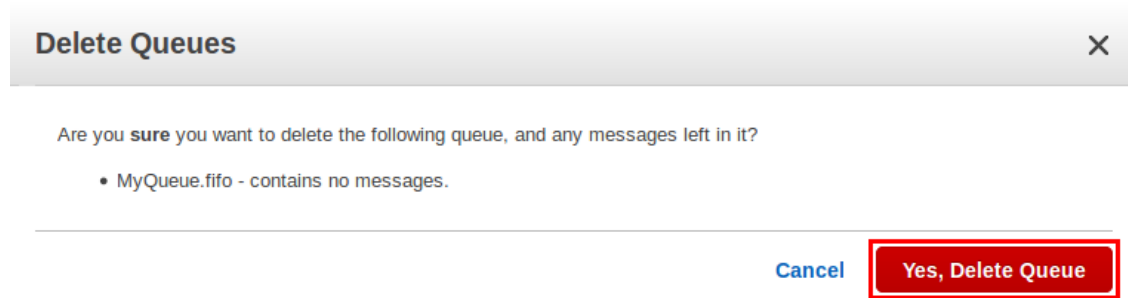 Delete Queues
Are you sure you want to delete the following queue, and any messages left in it?
• MyQueue.fifo - contains no messages.
Cancel
Yes, Delete Queue